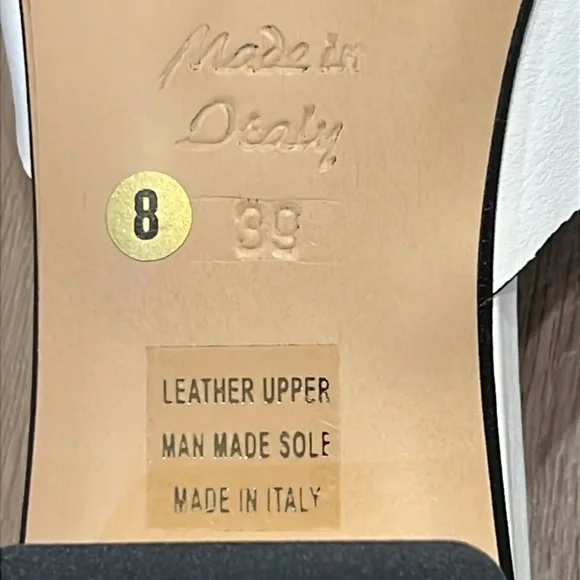 Made in
Italy
8
39
LEATHER UPPER
MAN MADE SOLE
MADE IN ITALY